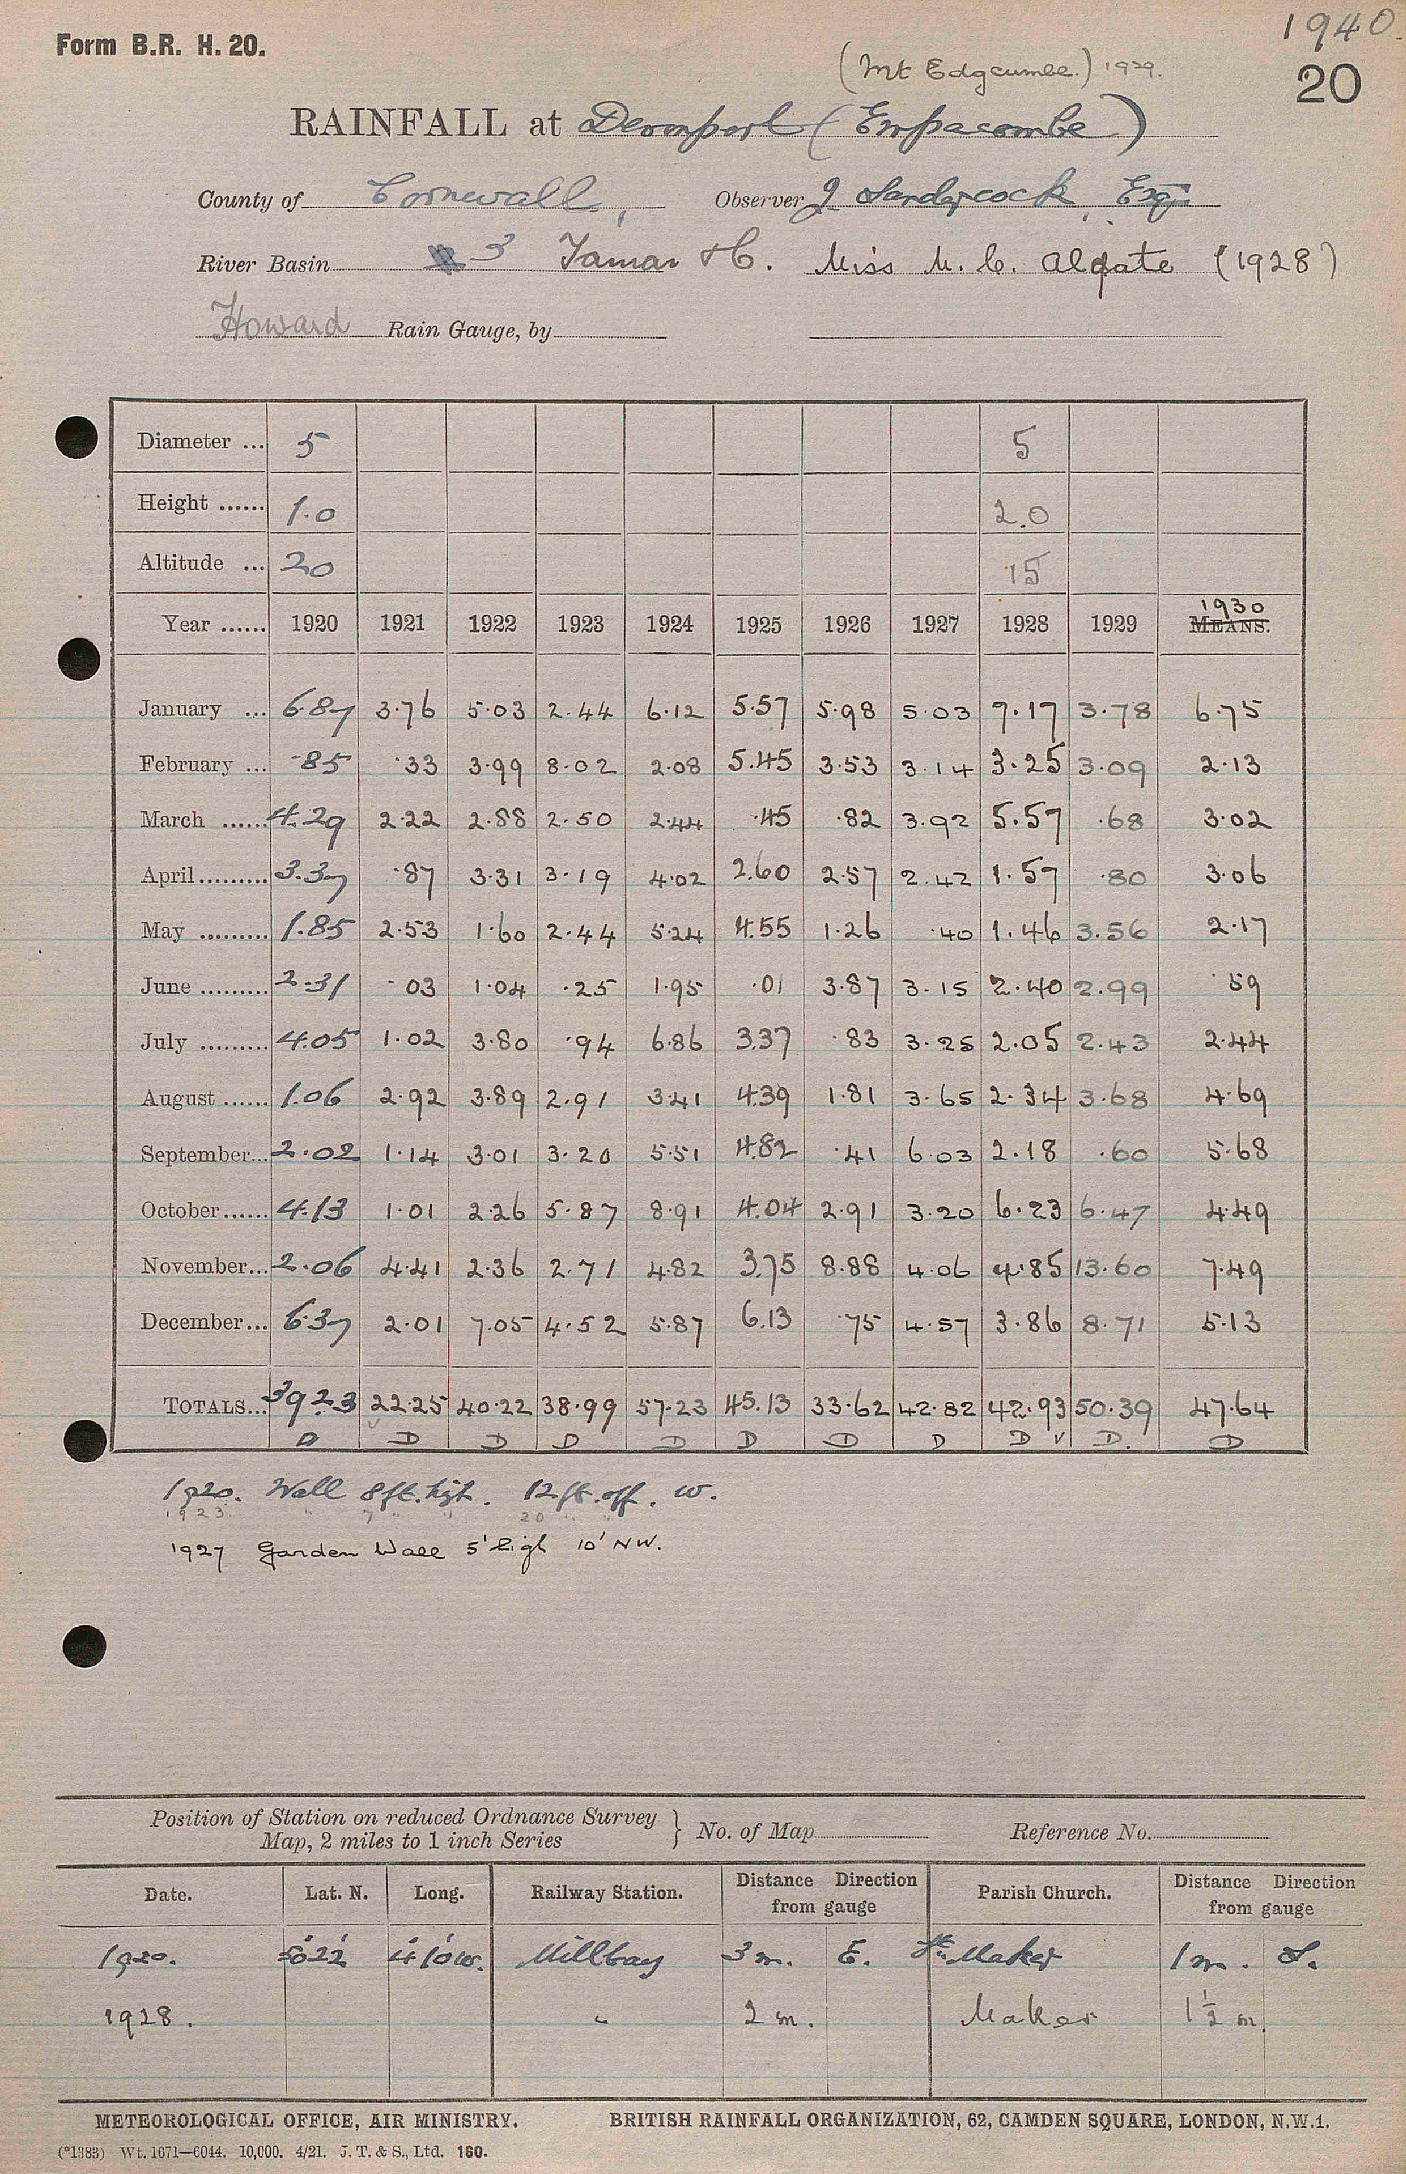 1940.
Form B.R. H. 20.
(Mt Edgcumbe.) 1929.
20
RAINFALL at Devonport (Empacombe)
County of Cornwall, Observer J Sandercock, Esq.
River Basin 3 Tamar &C. Miss M. C. Algate (1928)
Howard Rain Gauge, by
Diameter ... 5 5
Height ...... 1.0 2.0
Altitude ... 20 15
Year ...... 1920 1921 1922 1923 1924 1925 1926 1927 1928 1929 1930 MEANS.
January ... 6.87 3.76 5.03 2.44 6.12 5.57 5.98 5.03 7.17 3.78 6.75
February ... .85 .33 3.99 8.02 2.08 5.45 3.53 3.14 3.25 3.09 2.13
March ...... 4.29 2.22 2.88 2.50 2.44 .45 .82 3.92 5.57 .68 3.02
April ......... 3.37 .87 3.31 3.19 4.02 2.60 2.57 2.42 1.57 .80 3.06
May ......... 1.85 2.53 1.60 2.44 5.24 4.55 1.26 .40 1.46 3.56 2.17
June ......... 2.31 .03 1.04 .25 1.95 .01 3.87 3.15 2.40 2.99 .59
July ......... 4.05 1.02 3.80 .94 6.86 3.37 .83 3.25 2.05 2.43 2.44
August ...... 1.06 2.92 3.89 2.91 3.41 4.39 1.81 3.65 2.34 3.68 4.69
September... 2.02 1.14 3.01 3.20 5.51 4.82 .41 6.03 2.18 .60 5.68
October...... 4.13 1.01 2.26 5.87 8.91 4.04 2.91 3.20 6.23 6.47 4.49
November... 2.06 4.41 2.36 2.71 4.82 3.75 8.88 4.06 4.85 13.60 7.49
December... 6.37 2.01 7.05 4.52 5.87 6.13 .75 4.57 3.86 8.71 5.13
TOTALS... 39.23 22.25 40.22 38.99 57.23 45.13 33.62 42.82 42.93 50.39 47.64
D D D D D D D D D D. D
1920. Wall 8ft. high. 12ft. off. W.
1923. " 7 " " 20 " "
1927 Garden Wall 5' high 10' NW.
Position of Station on reduced Ordnance Survey
Map, 2 miles to 1 inch Series } No. of Map Reference No.
Date. Lat. N. Long. Railway Station. Distance Direction from gauge Parish Church. Distance Direction from gauge
1920. 50 22 4 10 W. Millbay 3 m. E. St. Maker 1 m. S.
1928. " 2 m. Maker 1 1/2 m.
METEOROLOGICAL OFFICE, AIR MINISTRY. BRITISH RAINFALL ORGANIZATION, 62, CAMDEN SQUARE, LONDON, N.W.1.
(*1383) Wt. 1671—6044. 10,000. 4/21. J. T. & S., Ltd. 160.